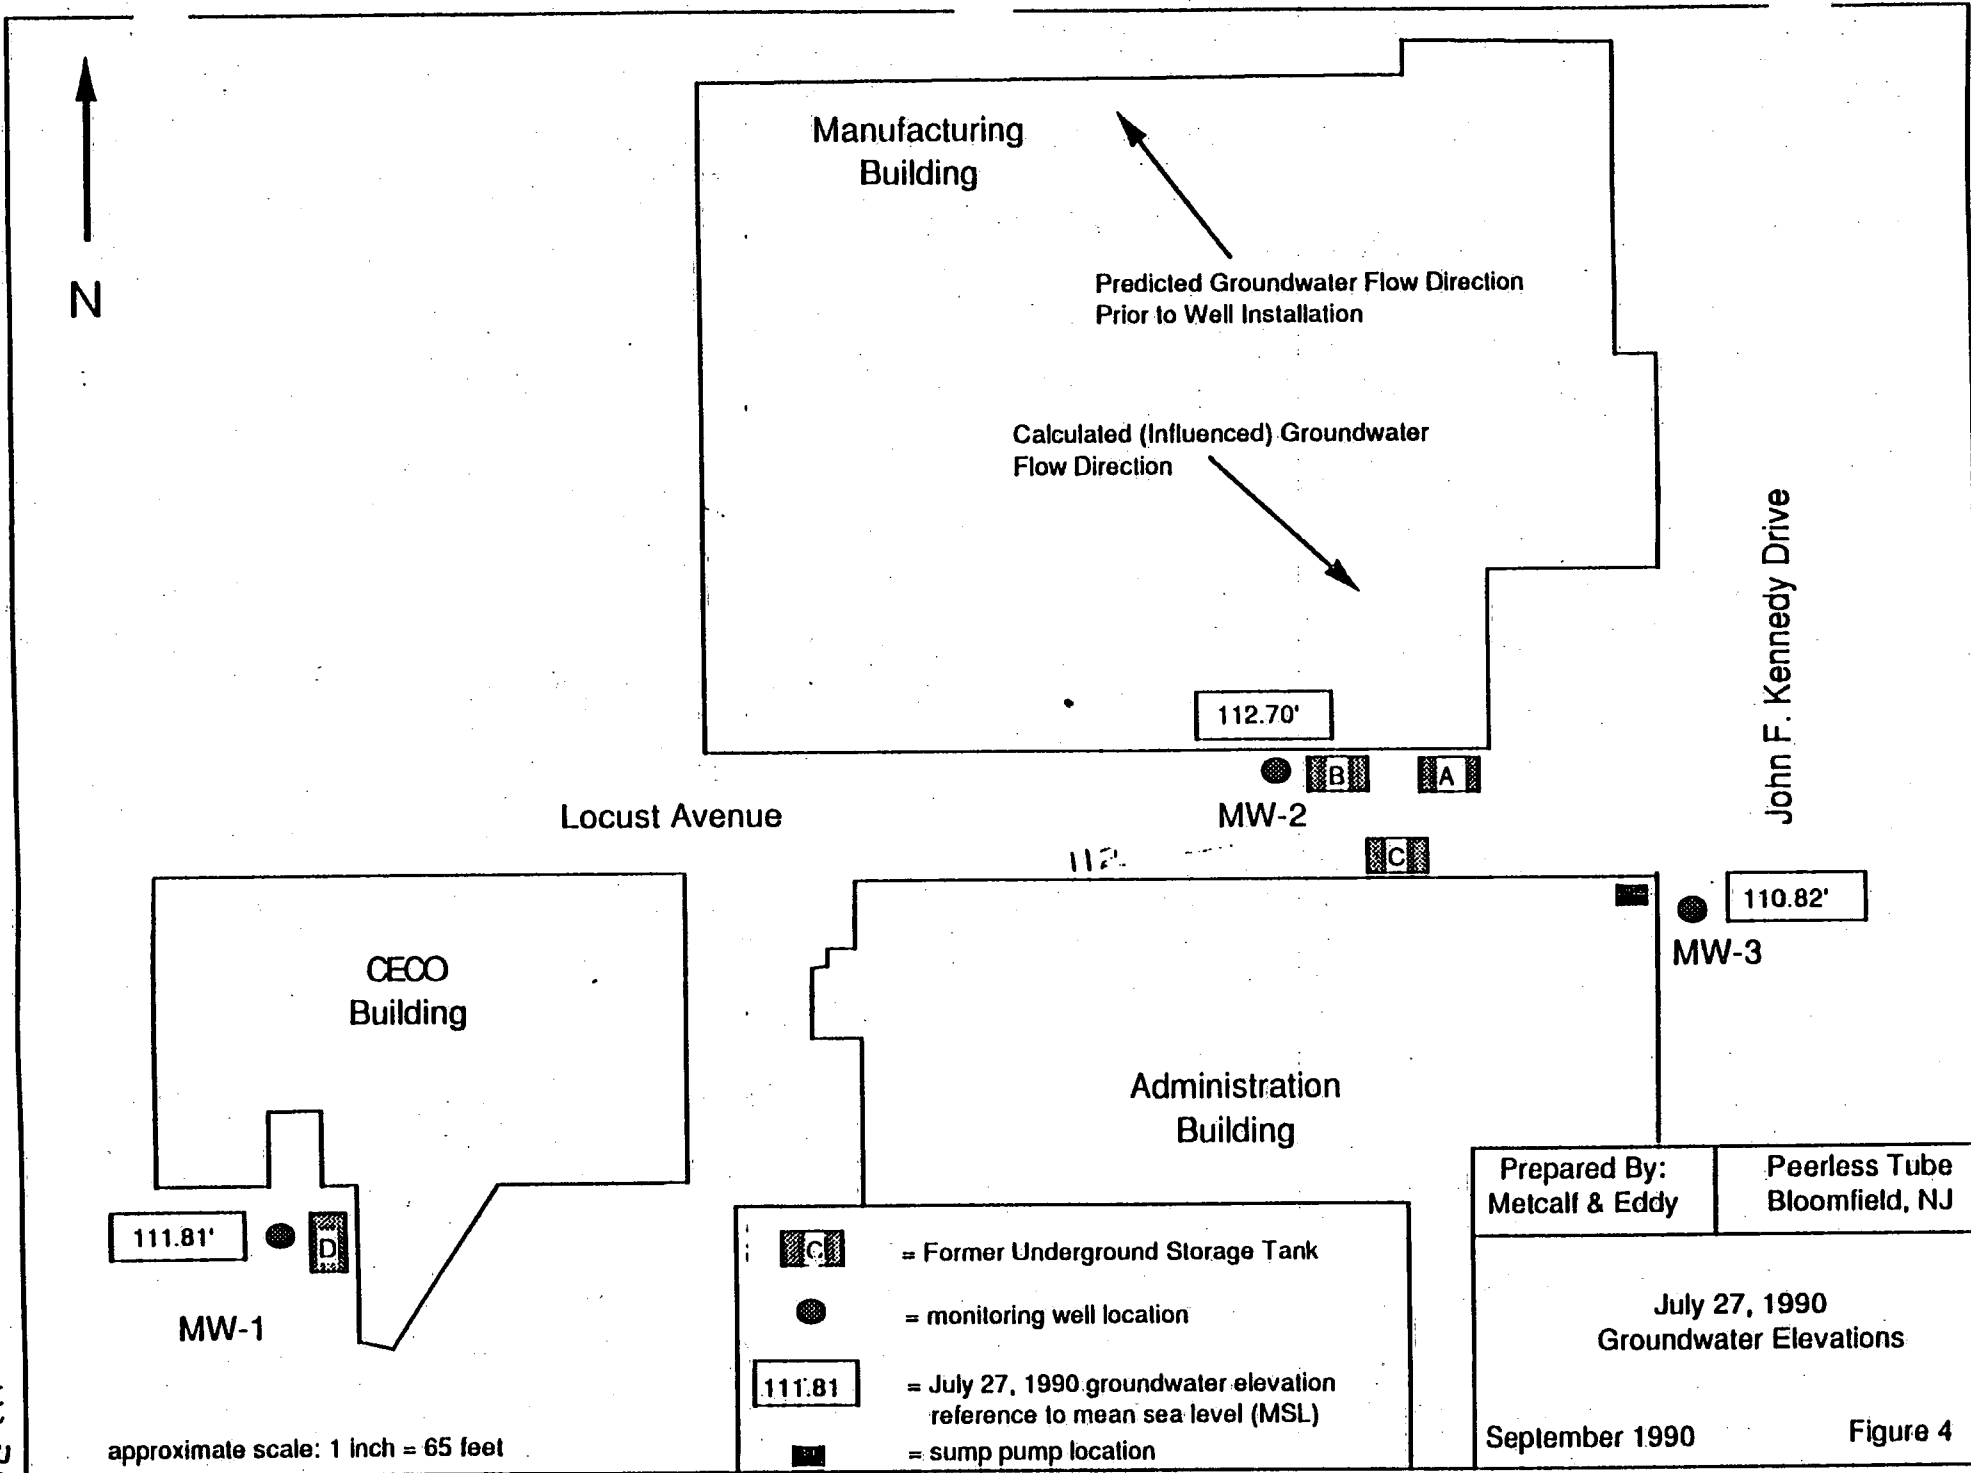 Manufacturing
Building
N
Predicted Groundwater Flow Direction
Prior to Well Installation
Calculated (Influenced) Groundwater
Flow Direction
John F. Kennedy Drive
112.70'
B
A
MW-2
Locust Avenue
112.
C
110.82'
MW-3
CECO
Building
Administration
Building
111.81'
D
MW-1
C = Former Underground Storage Tank
= monitoring well location
111.81 = July 27, 1990 groundwater elevation
reference to mean sea level (MSL)
= sump pump location
Prepared By:
Metcalf & Eddy
Peerless Tube
Bloomfield, NJ
July 27, 1990
Groundwater Elevations
September 1990
Figure 4
approximate scale: 1 inch = 65 feet